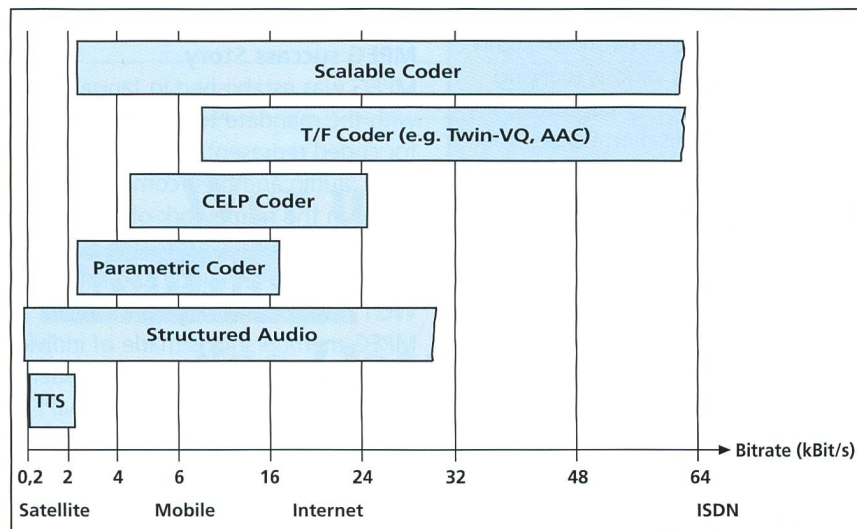 Scalable Coder
T/F Coder (e.g. Twin-VQ, AAC)
CELP Coder
Parametric Coder
Structured Audio
TTS
Bitrate (kBit/s)
0,2 2 4 6 16 24 32 48 64
Satellite Mobile Internet ISDN